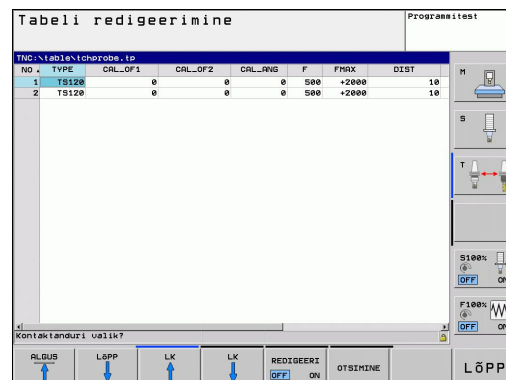 Tabeli redigeerimine
Programmitest
TNC:\table\tchprobe.tp
NO TYPE CAL_OF1 CAL_OF2 CAL_ANG F FMAX DIST
1 TS120 0 0 0 500 +2000 10
2 TS120 0 0 0 500 +2000 10
M
S
T
S100%
OFF ON
F100% 
OFF ON
Kontaktanduri valik?
ALGUS
LõPP
LK
LK
REDIGEERI
OFF ON
OTSIMINE
LõPP